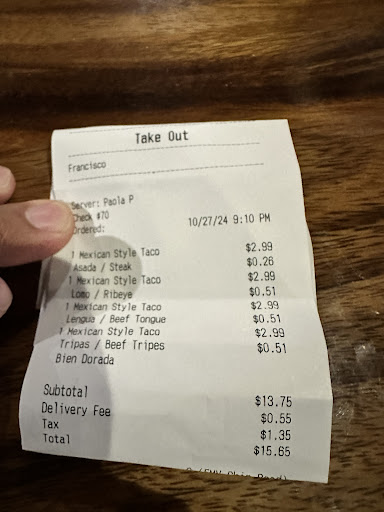 Take Out
Francisco
Server: Paola P
Check #70
Ordered: 10/27/24 9:10 PM
1 Mexican Style Taco $2.99
Asada / Steak $0.26
1 Mexican Style Taco $2.99
Lomo / Ribeye $0.51
1 Mexican Style Taco $2.99
Lengua / Beef Tongue $0.51
1 Mexican Style Taco $2.99
Tripas / Beef Tripes $0.51
Bien Dorada
Subtotal $13.75
Delivery Fee $0.55
Tax $1.35
Total $15.65